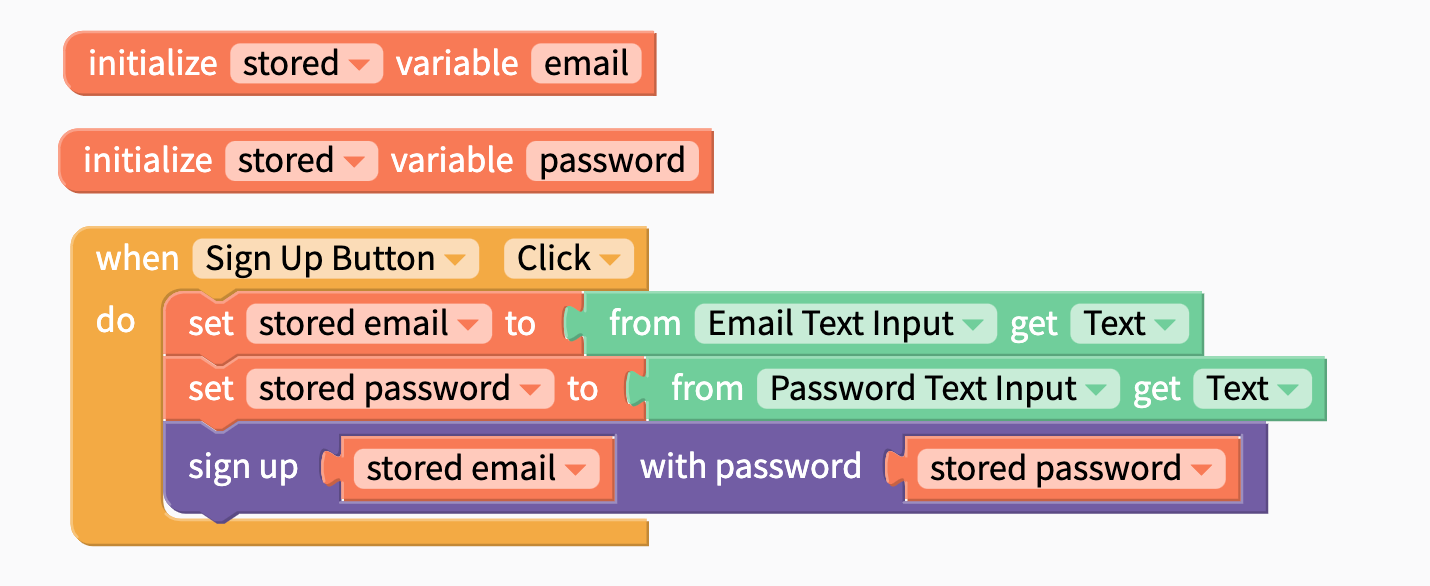 initialize stored variable email
initialize stored variable password
when Sign Up Button Click
do set stored email to from Email Text Input get Text
set stored password to from Password Text Input get Text
sign up stored email with password stored password